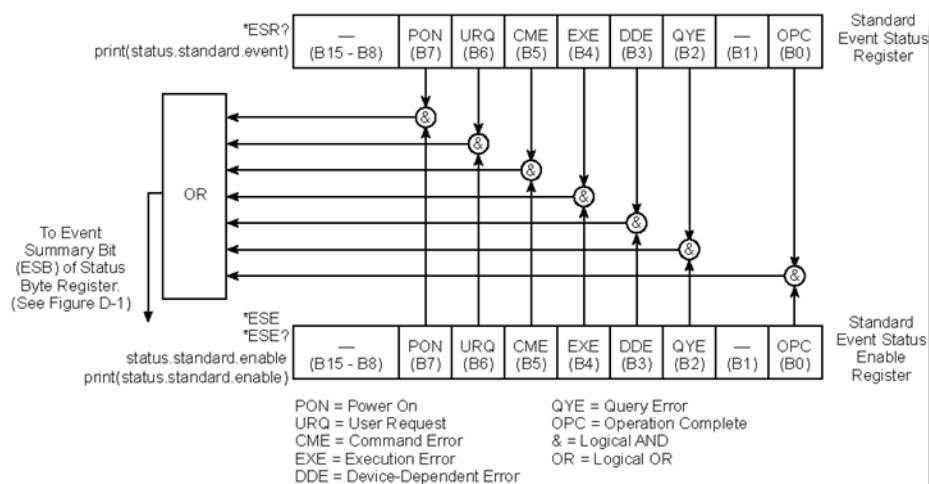 *ESR?
print(status.standard.event)
— PON URQ CME EXE DDE QYE — OPC
(B15 - B8) (B7) (B6) (B5) (B4) (B3) (B2) (B1) (B0)
Standard
Event Status
Register
&
&
&
&
&
&
&
OR
To Event
Summary Bit
(ESB) of Status
Byte Register.
(See Figure D-1)
*ESE
*ESE?
status.standard.enable
print(status.standard.enable)
— PON URQ CME EXE DDE QYE — OPC
(B15 - B8) (B7) (B6) (B5) (B4) (B3) (B2) (B1) (B0)
Standard
Event Status
Enable
Register
PON = Power On
URQ = User Request
CME = Command Error
EXE = Execution Error
DDE = Device-Dependent Error
QYE = Query Error
OPC = Operation Complete
& = Logical AND
OR = Logical OR